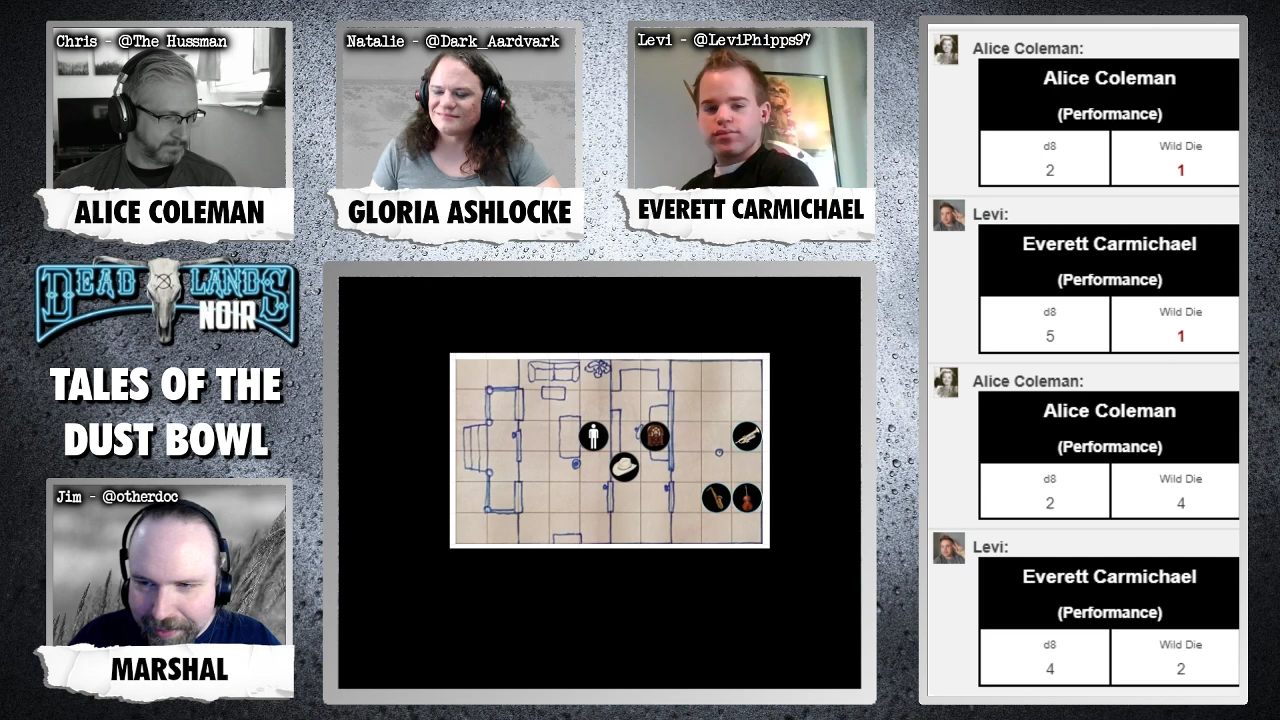 Chris - @The Hussman
ALICE COLEMAN
Natalie - @Dark_Aardvark
GLORIA ASHLOCKE
Levi - @LeviPhipps97
EVERETT CARMICHAEL
DEADLANDS
NOIR
TALES OF THE
DUST BOWL
Jim - @otherdoc
MARSHAL
Alice Coleman:
Alice Coleman
(Performance)
d8 Wild Die
2 1
Levi:
Everett Carmichael
(Performance)
d8 Wild Die
5 1
Alice Coleman:
Alice Coleman
(Performance)
d8 Wild Die
2 4
Levi:
Everett Carmichael
(Performance)
d8 Wild Die
4 2